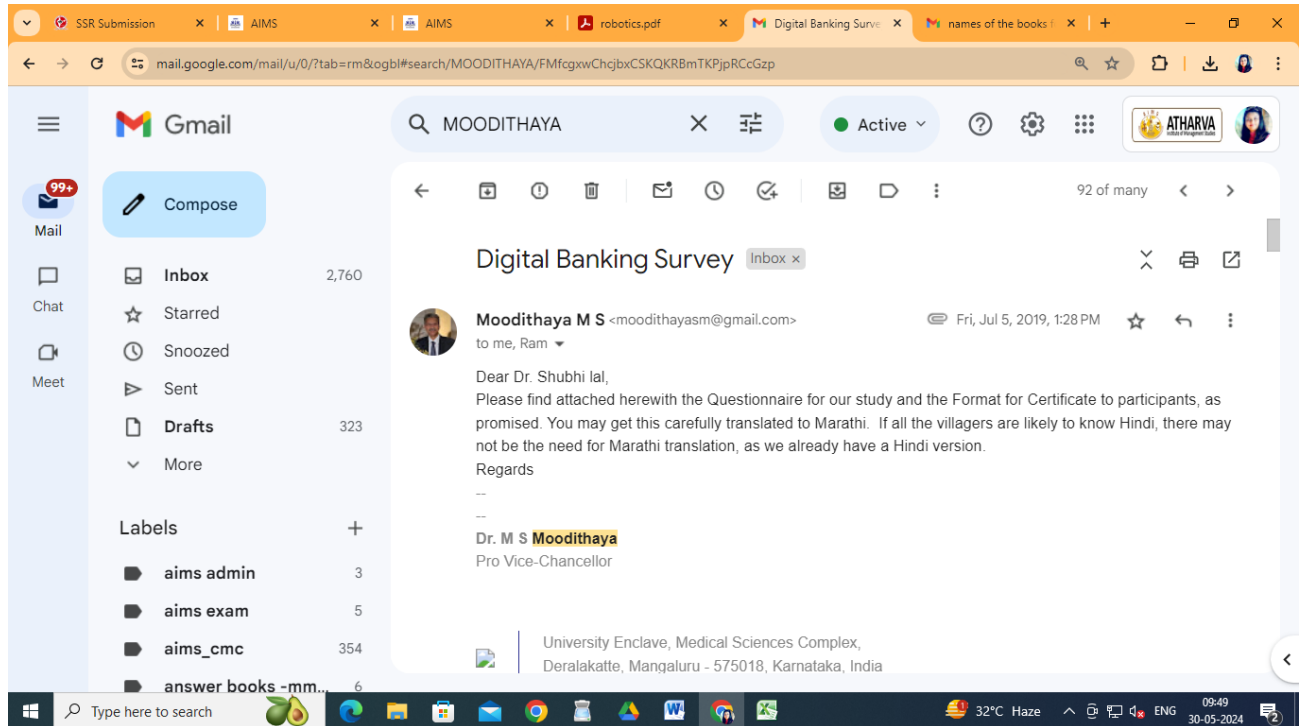 SSR Submission
AIMS
AIMS
robotics.pdf
Digital Banking Surve
names of the books f
mail.google.com/mail/u/0/?tab=rm&ogbl#search/MOODITHAYA/FMfcgxwChcjbxCSKQKRBmTKPjpRCcGzp
Gmail
MOODITHAYA
Active
ATHARVA
99+
Mail
Chat
Meet
Compose
Inbox 2,760
Starred
Snoozed
Sent
Drafts 323
More
Labels
aims admin 3
aims exam 5
aims_cmc 354
answer books -mm... 6
92 of many
Digital Banking Survey Inbox ×
Moodithaya M S <moodithayasm@gmail.com> Fri, Jul 5, 2019, 1:28 PM
to me, Ram
Dear Dr. Shubhi lal,
Please find attached herewith the Questionnaire for our study and the Format for Certificate to participants, as
promised. You may get this carefully translated to Marathi. If all the villagers are likely to know Hindi, there may
not be the need for Marathi translation, as we already have a Hindi version.
Regards
--
--
Dr. M S Moodithaya
Pro Vice-Chancellor
University Enclave, Medical Sciences Complex,
Deralakatte, Mangaluru - 575018, Karnataka, India
Type here to search
32°C Haze
ENG
09:49
30-05-2024
2